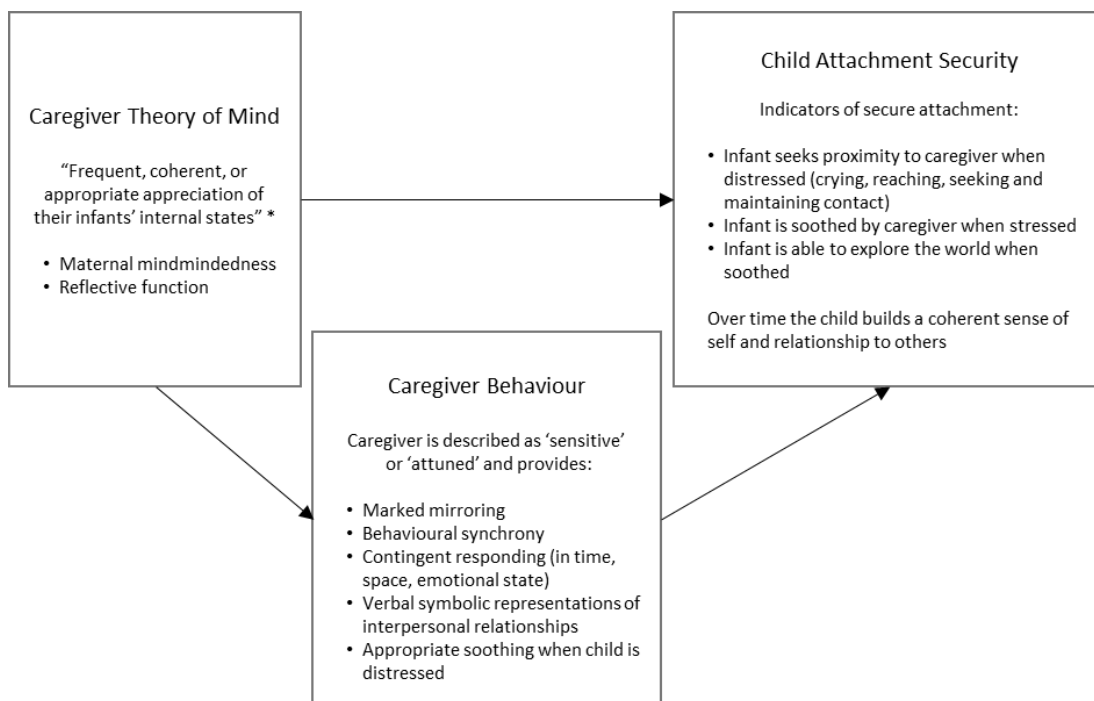 Caregiver Theory of Mind
“Frequent, coherent, or
appropriate appreciation of
their infants’ internal states” *
• Maternal mindmindedness
• Reflective function
Child Attachment Security
Indicators of secure attachment:
• Infant seeks proximity to caregiver when
distressed (crying, reaching, seeking and
maintaining contact)
• Infant is soothed by caregiver when stressed
• Infant is able to explore the world when
soothed
Over time the child builds a coherent sense of
self and relationship to others
Caregiver Behaviour
Caregiver is described as ‘sensitive’
or ‘attuned’ and provides:
• Marked mirroring
• Behavioural synchrony
• Contingent responding (in time,
space, emotional state)
• Verbal symbolic representations of
interpersonal relationships
• Appropriate soothing when child is
distressed